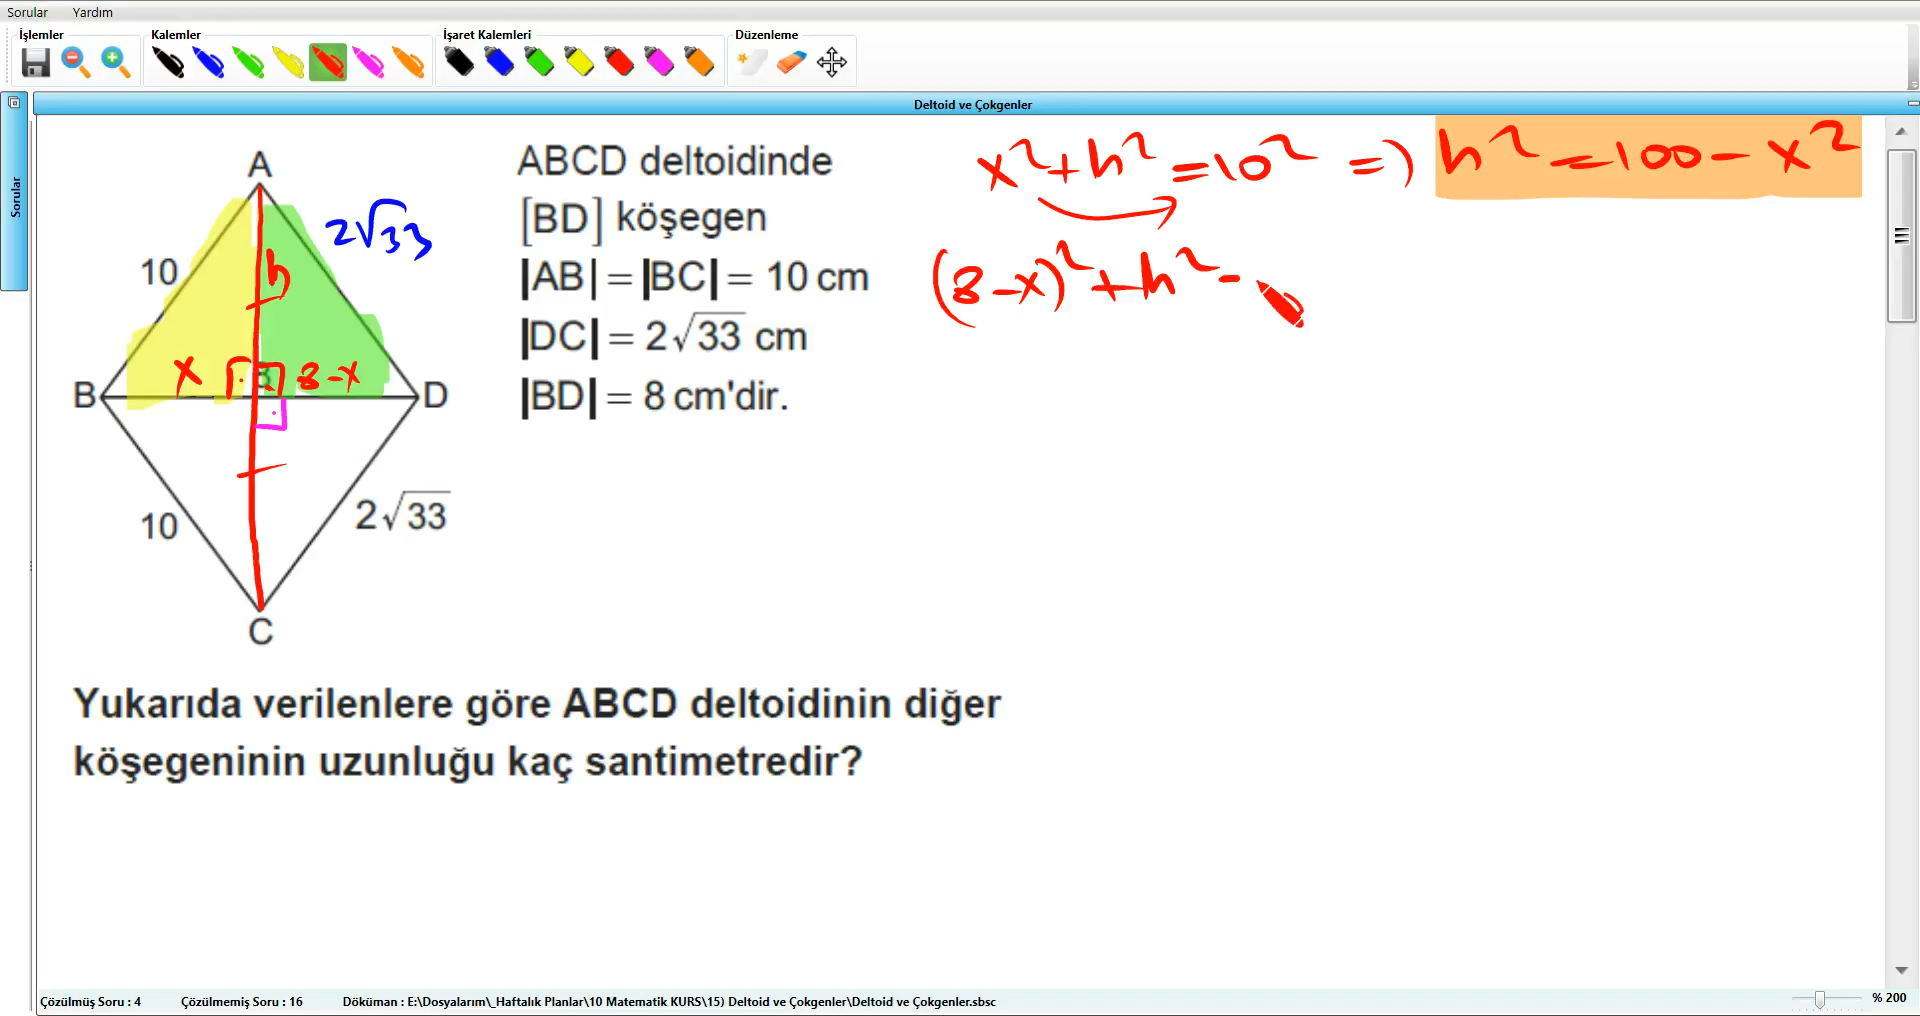 Sorular Yardım
İşlemler Kalemler İşaret Kalemleri Düzenleme
Deltoid ve Çokgenler
Sorular
A
10
2√33
h
B
x
8-x
D
10
2√33
C
ABCD deltoidinde
[BD] köşegen
|AB| = |BC| = 10 cm
|DC| = 2√33 cm
|BD| = 8 cm'dir.
x² + h² = 10² => h² = 100 - x²
(8-x)² + h² -
Yukarıda verilenlere göre ABCD deltoidinin diğer
köşegeninin uzunluğu kaç santimetredir?
Çözülmüş Soru : 4 Çözülmemiş Soru : 16 Döküman : E:\Dosyalarım\_Haftalık Planlar\10 Matematik KURS\15) Deltoid ve Çokgenler\Deltoid ve Çokgenler.sbsc % 200